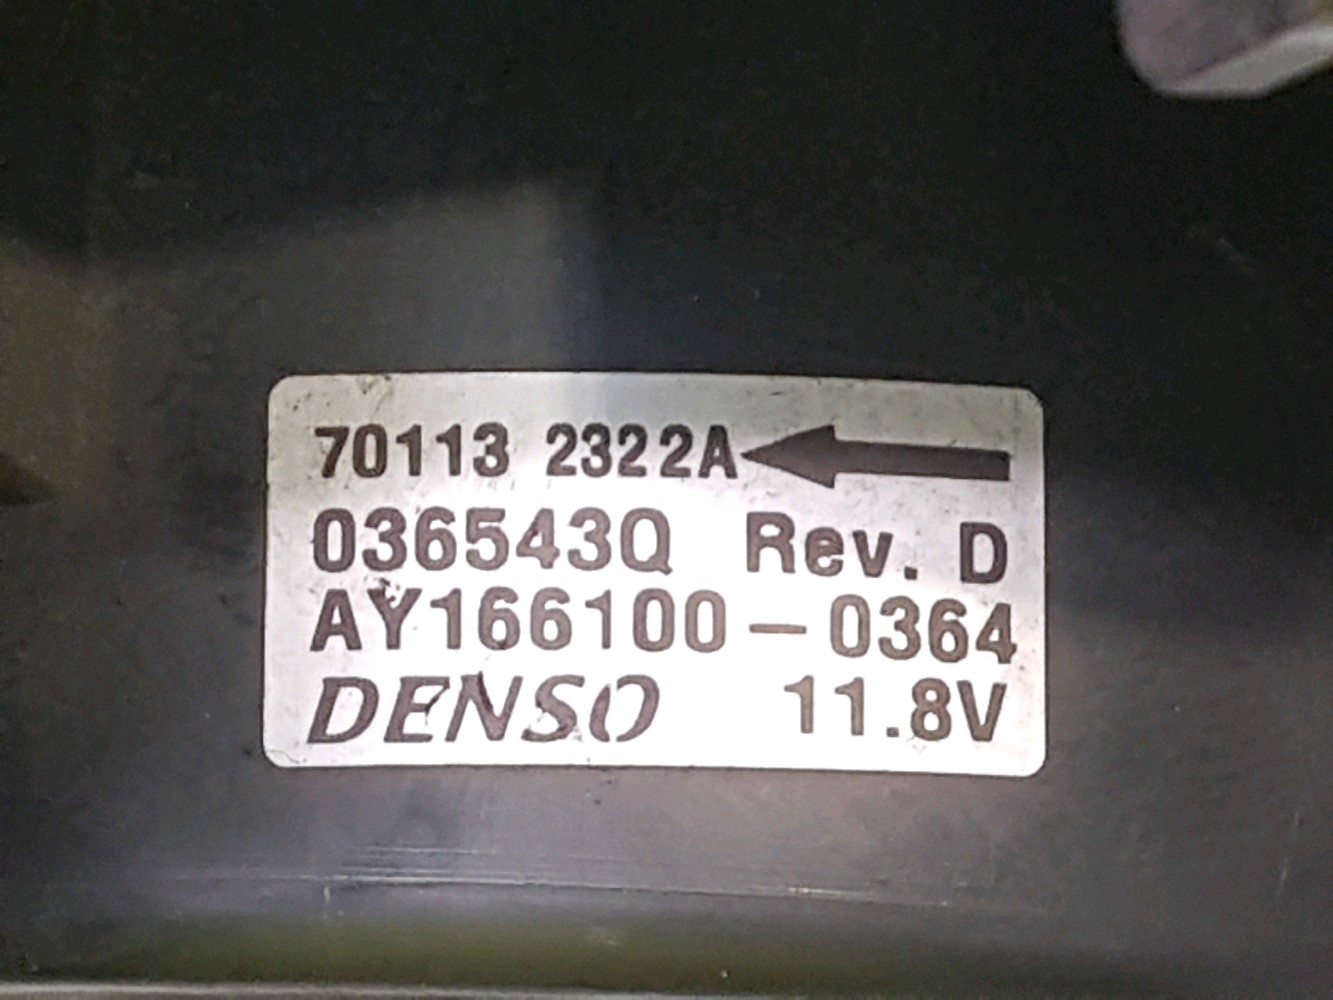 70113 2322A
036543Q Rev. D
AY166100-0364
DENSO 11.8V